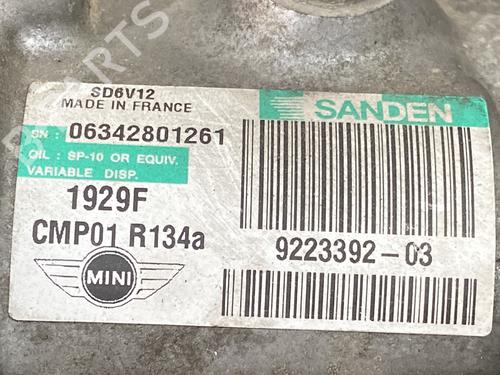 SD6V12
MADE IN FRANCE
SANDEN
SN : 06342801261
OIL : SP-10 OR EQUIV.
VARIABLE DISP.
1929F
CMP01 R134a
9223392-03
MINI